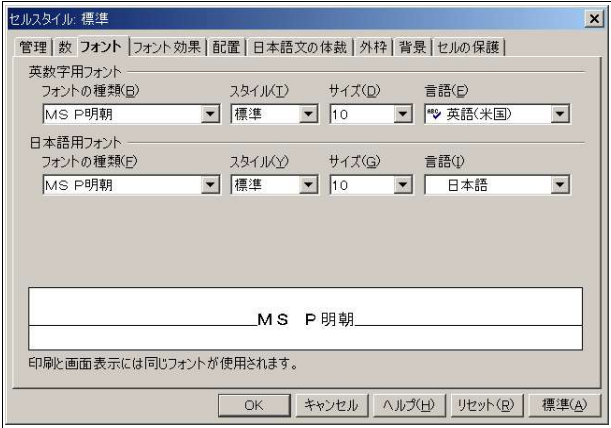 セルスタイル: 標準
管理 数 フォント フォント効果 配置 日本語文の体裁 外枠 背景 セルの保護
英数字用フォント
フォントの種類(B) スタイル(T) サイズ(D) 言語(E)
MS P明朝 標準 10 英語(米国)
日本語用フォント
フォントの種類(F) スタイル(Y) サイズ(G) 言語(I)
MS P明朝 標準 10 日本語
MS P明朝
印刷と画面表示には同じフォントが使用されます。
OK キャンセル ヘルプ(H) リセット(R) 標準(A)